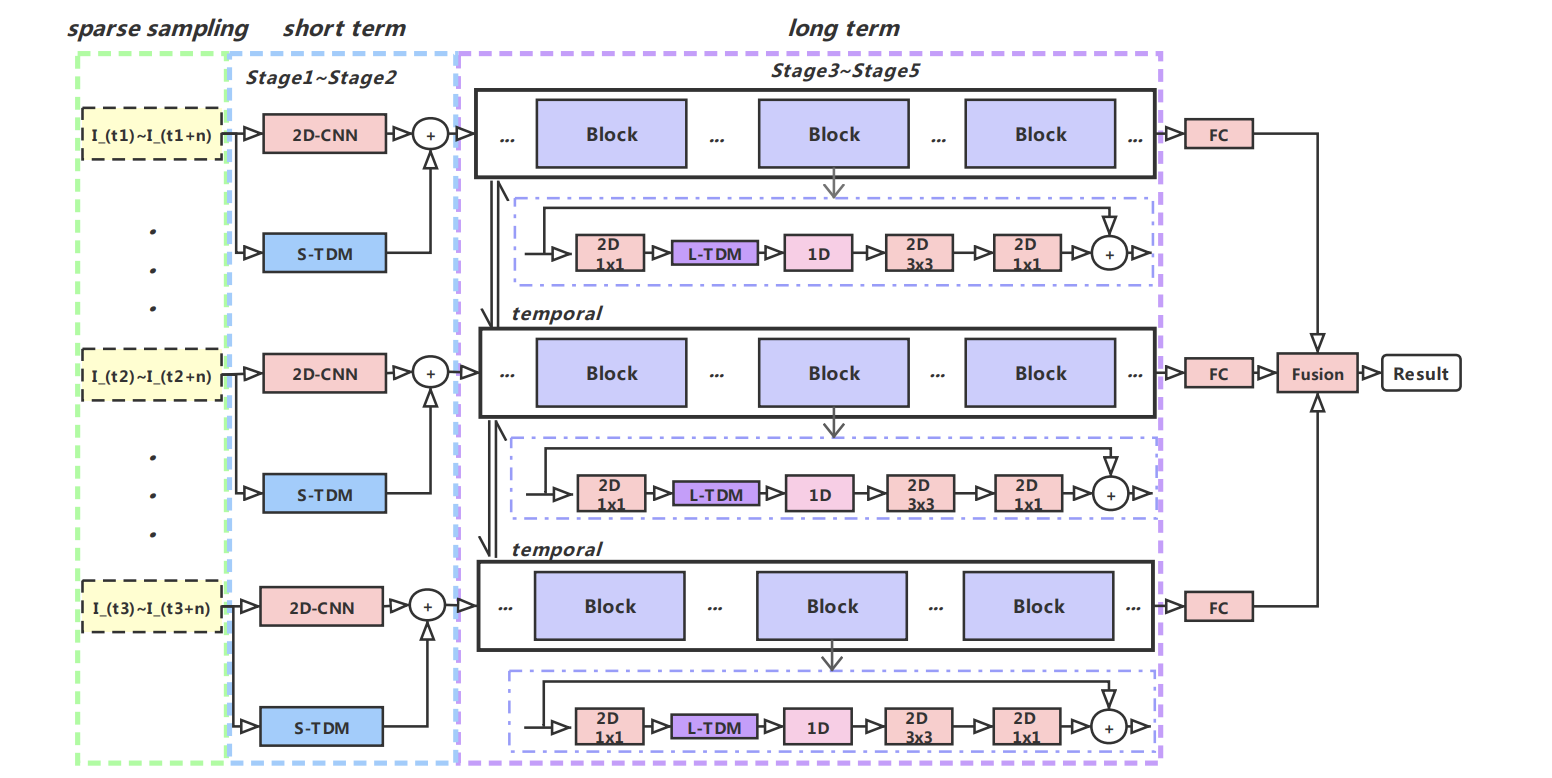 sparse sampling short term long term
Stage1~Stage2 Stage3~Stage5
I_(t1)~I_(t1+n) 2D-CNN + ... Block ... Block ... Block ... FC
S-TDM 2D 1x1 L-TDM 1D 2D 3x3 2D 1x1 +
temporal
I_(t2)~I_(t2+n) 2D-CNN + ... Block ... Block ... Block ... FC Fusion Result
S-TDM 2D 1x1 L-TDM 1D 2D 3x3 2D 1x1 +
temporal
I_(t3)~I_(t3+n) 2D-CNN + ... Block ... Block ... Block ... FC
S-TDM 2D 1x1 L-TDM 1D 2D 3x3 2D 1x1 +